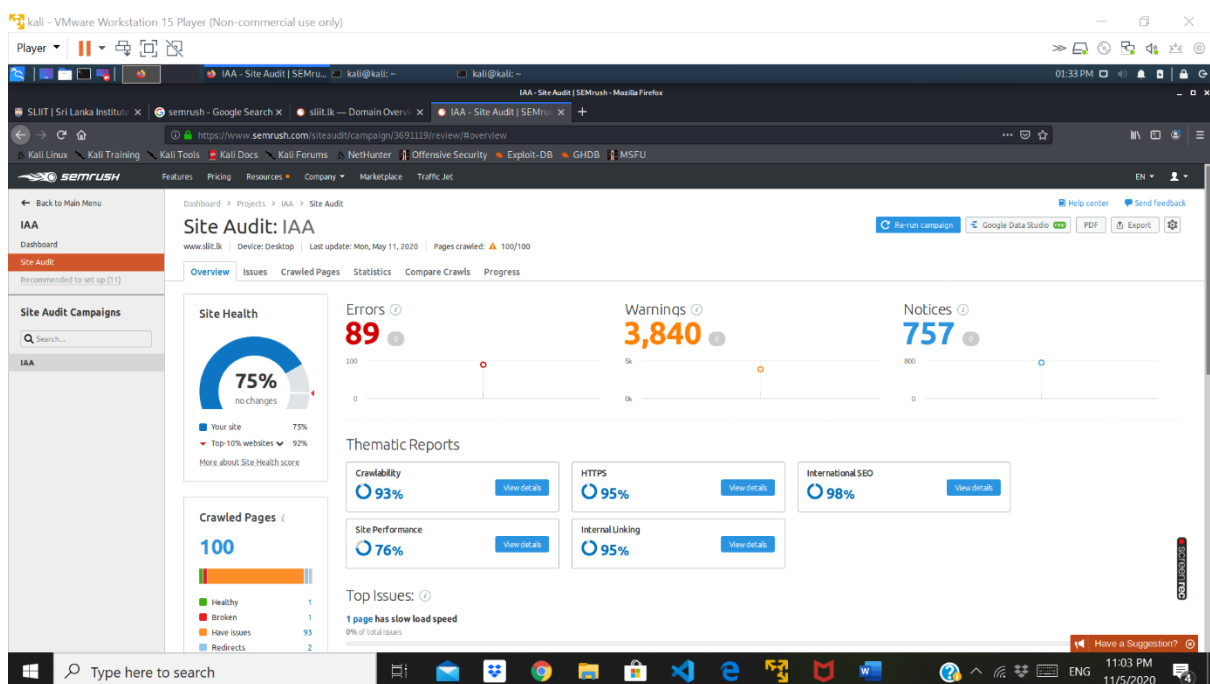 kali - VMware Workstation 15 Player (Non-commercial use only)
Player
IAA - Site Audit | SEMru... kali@kali: ~ kali@kali: ~ 01:33 PM
IAA - Site Audit | SEMrush - Mozilla Firefox
SLIIT | Sri Lanka Institute semrush - Google Search sliit.lk — Domain Overvi IAA - Site Audit | SEMrus
https://www.semrush.com/siteaudit/campaign/3691119/review/#overview
Kali Linux Kali Training Kali Tools Kali Docs Kali Forums NetHunter Offensive Security Exploit-DB GHDB MSFU
semrush Features Pricing Resources Company Marketplace Traffic Jet EN
Back to Main Menu
IAA
Dashboard
Site Audit
Recommended to set up (11)
Site Audit Campaigns
Search...
IAA
Dashboard > Projects > IAA > Site Audit
Help center Send feedback
Site Audit: IAA
Re-run campaign Google Data Studio PDF Export
www.sliit.lk Device: Desktop Last update: Mon, May 11, 2020 Pages crawled: 100/100
Overview Issues Crawled Pages Statistics Compare Crawls Progress
Site Health
75%
no changes
Your site 75%
Top-10% websites 92%
More about Site Health score
Errors
89 0
100
0
Warnings
3,840 0
5k
0k
Notices
757 0
800
0
Thematic Reports
Crawlability
93% View details
HTTPS
95% View details
International SEO
98% View details
Site Performance
76% View details
Internal Linking
95% View details
Crawled Pages
100
Healthy 1
Broken 1
Have issues 93
Redirects 2
Top Issues:
1 page has slow load speed
0% of total issues
screenrec
Have a Suggestion?
Type here to search
ENG
11:03 PM
11/5/2020
4